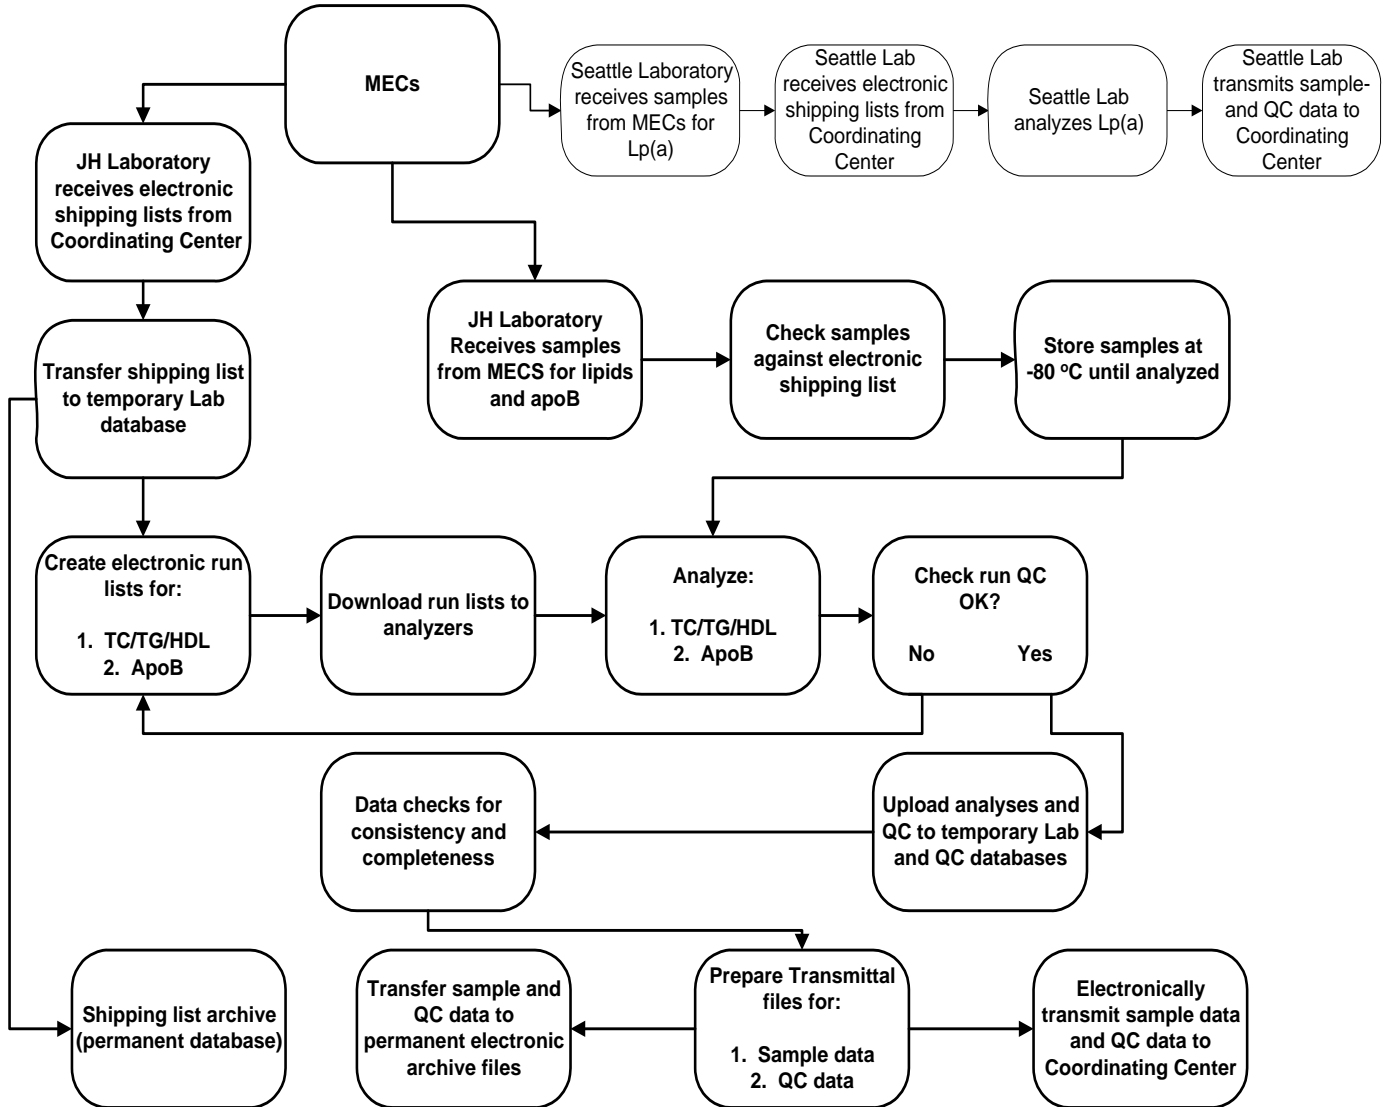 MECs
Seattle Laboratory
receives samples
from MECs for
Lp(a)
Seattle Lab
receives electronic
shipping lists from
Coordinating
Center
Seattle Lab
analyzes Lp(a)
Seattle Lab
transmits sample-
and QC data to
Coordinating
Center
JH Laboratory
receives electronic
shipping lists from
Coordinating Center
JH Laboratory
Receives samples
from MECS for lipids
and apoB
Check samples
against electronic
shipping list
Store samples at
-80 ºC until analyzed
Transfer shipping list
to temporary Lab
database
Create electronic run
lists for:
1. TC/TG/HDL
2. ApoB
Download run lists to
analyzers
Analyze:
1. TC/TG/HDL
2. ApoB
Check run QC
OK?
No Yes
Data checks for
consistency and
completeness
Upload analyses and
QC to temporary Lab
and QC databases
Shipping list archive
(permanent database)
Transfer sample and
QC data to
permanent electronic
archive files
Prepare Transmittal
files for:
1. Sample data
2. QC data
Electronically
transmit sample data
and QC data to
Coordinating Center